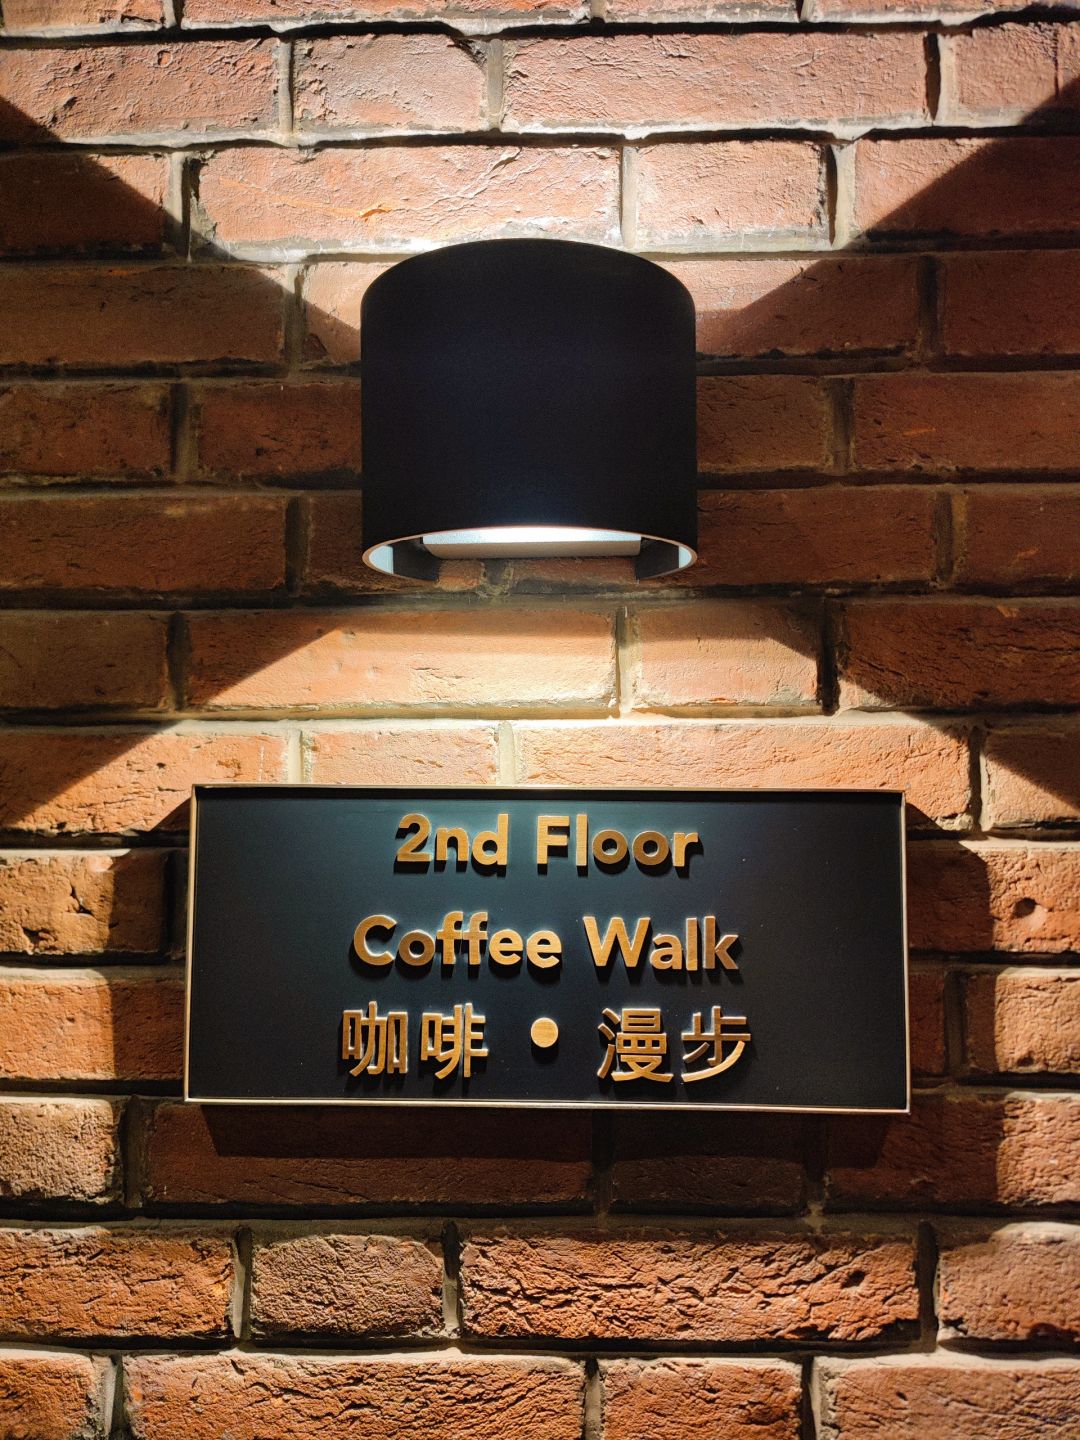 2nd Floor
Coffee Walk
咖啡•漫步